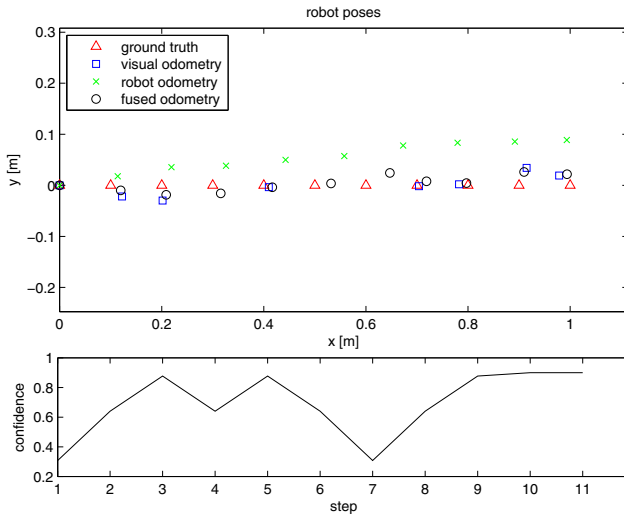 robot poses
0.3
0.2
0.1
0
−0.1
−0.2
y [m]
ground truth
visual odometry
robot odometry
fused odometry
0 0.2 0.4 0.6 0.8 1
x [m]
1
0.8
0.6
0.4
0.2
confidence
1 2 3 4 5 6 7 8 9 10 11
step